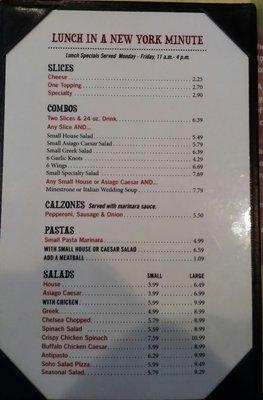 LUNCH IN A NEW YORK MINUTE
Lunch Specials Served Monday - Friday, 11 a.m.- 4 p.m.
SLICES
Cheese 2.25
One Topping 2.70
Specialty 2.90
COMBOS
Two Slices & 24 oz. Drink 6.39
Any Slice AND...
Small House Salad 5.49
Small Asiago Caesar Salad 5.79
Small Greek Salad 6.39
6 Garlic Knots 4.29
6 Wings 6.69
Small Specialty Salad 7.69
Any Small House or Asiago Caesar AND...
Minestrone or Italian Wedding Soup 7.79
CALZONES Served with marinara sauce.
Pepperoni, Sausage & Onion 5.50
PASTAS
Small Pasta Marinara 4.99
WITH SMALL HOUSE OR CAESAR SALAD 6.59
ADD A MEATBALL 1.09
SALADS SMALL LARGE
House 3.99 6.49
Asiago Caesar 3.99 6.99
WITH CHICKEN 5.99 9.99
Greek 4.99 8.99
Chelsea Chopped 5.79 8.99
Spinach Salad 5.59 8.99
Crispy Chicken Spinach 7.59 10.99
Buffalo Chicken Caesar 5.99 8.99
Antipasto 6.29 9.99
Soho Salad Pizza 5.99 9.49
Seasonal Salad 5.79 9.29